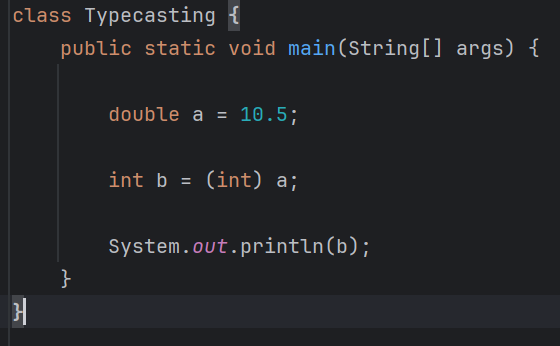 class Typecasting {
    public static void main(String[] args) {
        double a = 10.5;
        int b = (int) a;
        System.out.println(b);
    }
}